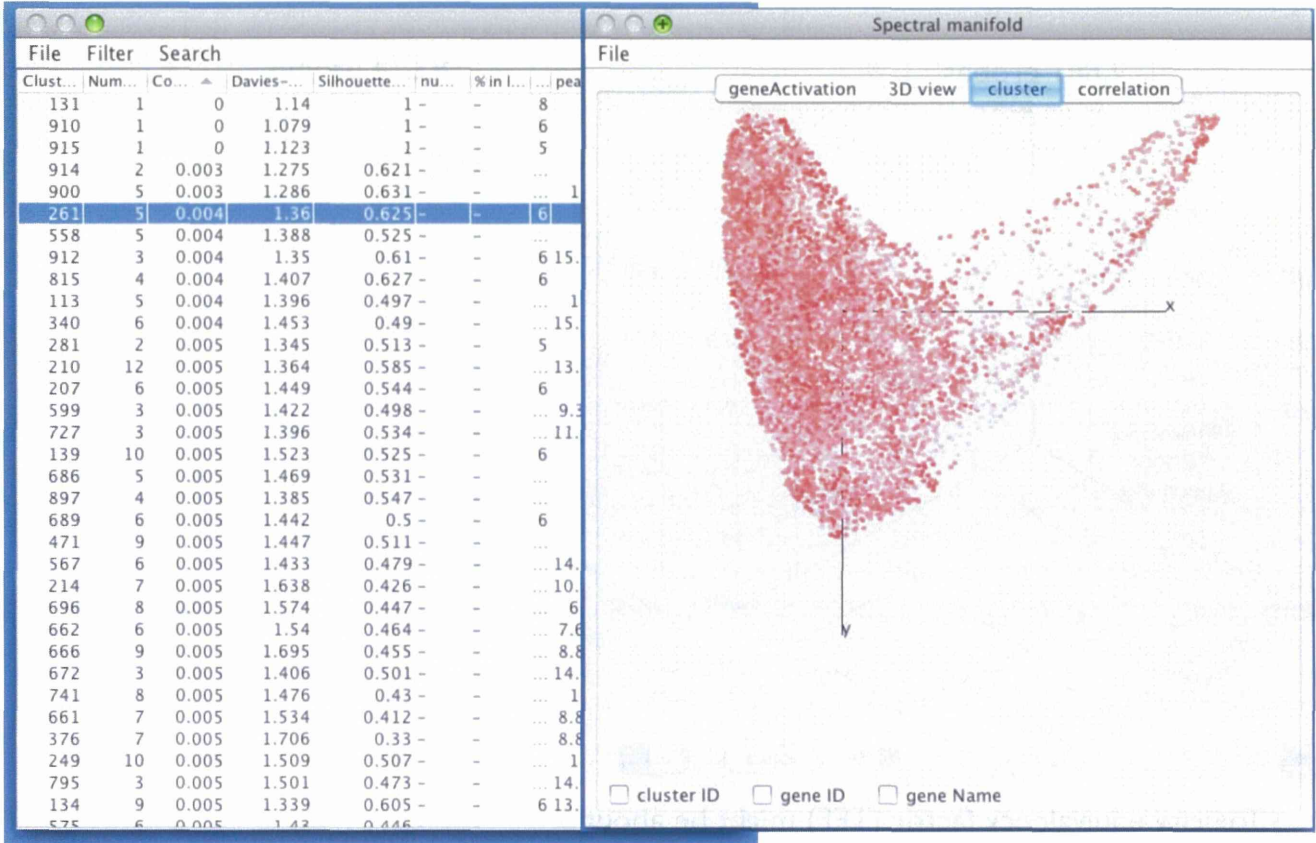 File Filter Search
Clust... Num... Co... Davies-... Silhouette... nu... % in l... ... pea
131 1 0 1.14 1 - - 8
910 1 0 1.079 1 - - 6
915 1 0 1.123 1 - - 5
914 2 0.003 1.275 0.621 - - ...
900 5 0.003 1.286 0.631 - - ... 1
261 5 0.004 1.36 0.625 - - 6
558 5 0.004 1.388 0.525 - - ...
912 3 0.004 1.35 0.61 - - 6 15.
815 4 0.004 1.407 0.627 - - 6
113 5 0.004 1.396 0.497 - - ... 1
340 6 0.004 1.453 0.49 - - ... 15.
281 2 0.005 1.345 0.513 - - 5
210 12 0.005 1.364 0.585 - - ... 13.
207 6 0.005 1.449 0.544 - - 6
599 3 0.005 1.422 0.498 - - ... 9.3
727 3 0.005 1.396 0.534 - - ... 11.
139 10 0.005 1.523 0.525 - - 6
686 5 0.005 1.469 0.531 - - ...
897 4 0.005 1.385 0.547 - - ...
689 6 0.005 1.442 0.5 - - 6
471 9 0.005 1.447 0.511 - - ...
567 6 0.005 1.433 0.479 - - ... 14.
214 7 0.005 1.638 0.426 - - ... 10.
696 8 0.005 1.574 0.447 - - ... 6
662 6 0.005 1.54 0.464 - - ... 7.6
666 9 0.005 1.695 0.455 - - ... 8.8
672 3 0.005 1.406 0.501 - - ... 14.
741 8 0.005 1.476 0.43 - - ... 1
661 7 0.005 1.534 0.412 - - ... 8.8
376 7 0.005 1.706 0.33 - - ... 8.8
249 10 0.005 1.509 0.507 - - ... 1
795 3 0.005 1.501 0.473 - - ... 14.
134 9 0.005 1.339 0.605 - - 6 13.
575 6 0.005 1.43 0.446
Spectral manifold
File
geneActivation 3D view cluster correlation
x
y
cluster ID gene ID gene Name